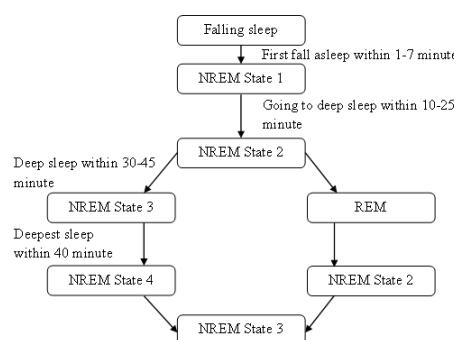 Falling sleep
First fall asleep within 1-7 minute
NREM State 1
Going to deep sleep within 10-25
minute
NREM State 2
Deep sleep within 30-45
minute
NREM State 3
REM
Deepest sleep
within 40 minute
NREM State 4
NREM State 2
NREM State 3